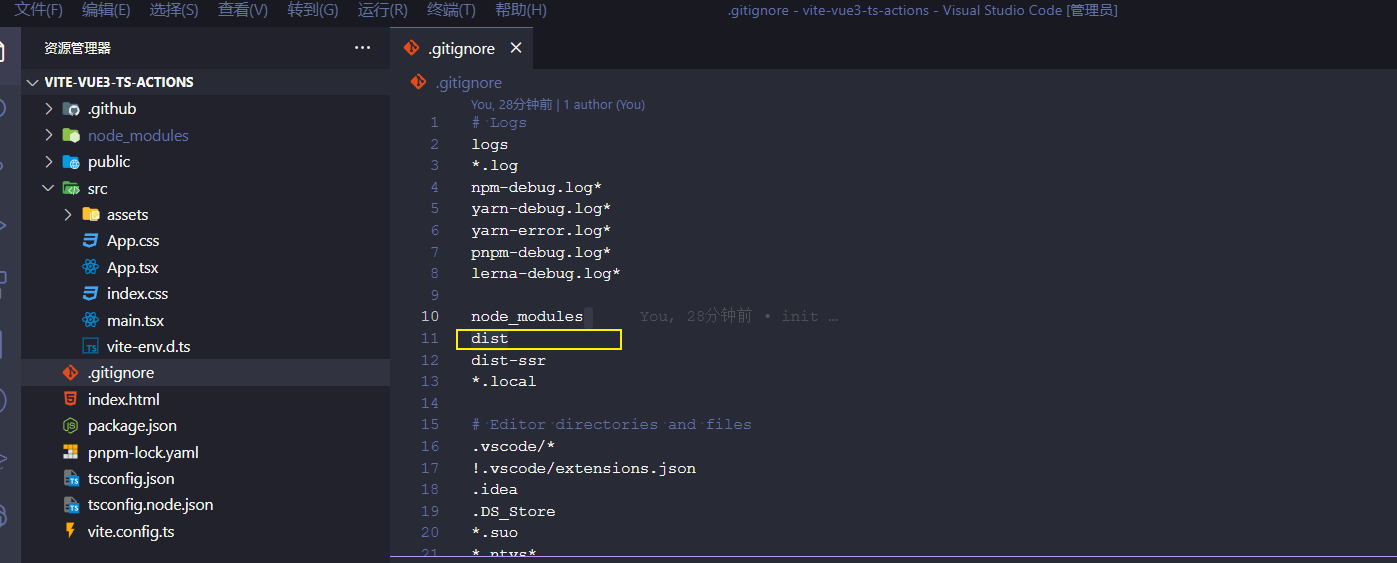 文件(F) 编辑(E) 选择(S) 查看(V) 转到(G) 运行(R) 终端(T) 帮助(H) .gitignore - vite-vue3-ts-actions - Visual Studio Code [管理员]
资源管理器 ···
VITE-VUE3-TS-ACTIONS
.github
node_modules
public
src
assets
App.css
App.tsx
index.css
main.tsx
vite-env.d.ts
.gitignore
index.html
package.json
pnpm-lock.yaml
tsconfig.json
tsconfig.node.json
vite.config.ts
.gitignore
.gitignore
You, 28分钟前 | 1 author (You)
1 # Logs
2 logs
3 *.log
4 npm-debug.log*
5 yarn-debug.log*
6 yarn-error.log*
7 pnpm-debug.log*
8 lerna-debug.log*
9
10 node_modules You, 28分钟前 • init …
11 dist
12 dist-ssr
13 *.local
14
15 # Editor directories and files
16 .vscode/*
17 !.vscode/extensions.json
18 .idea
19 .DS_Store
20 *.suo
21 *.ntvs*